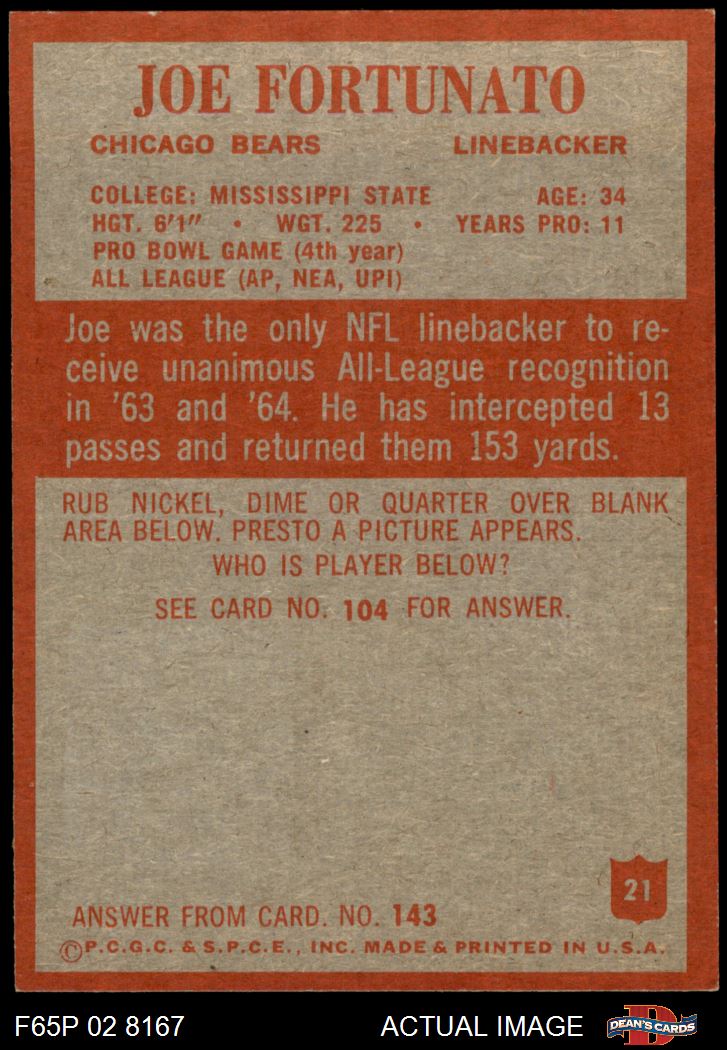 JOE FORTUNATO
CHICAGO BEARS LINEBACKER
COLLEGE: MISSISSIPPI STATE AGE: 34
HGT. 6'1" • WGT. 225 • YEARS PRO: 11
PRO BOWL GAME (4th year)
ALL LEAGUE (AP, NEA, UPI)
Joe was the only NFL linebacker to re-
ceive unanimous All-League recognition
in '63 and '64. He has intercepted 13
passes and returned them 153 yards.
RUB NICKEL, DIME OR QUARTER OVER BLANK
AREA BELOW. PRESTO A PICTURE APPEARS.
WHO IS PLAYER BELOW?
SEE CARD NO. 104 FOR ANSWER.
21
ANSWER FROM CARD. NO. 143
©P.C.G.C. & S.P.C.E., INC. MADE & PRINTED IN U.S.A.
F65P 02 8167 ACTUAL IMAGE DEAN'S CARDS